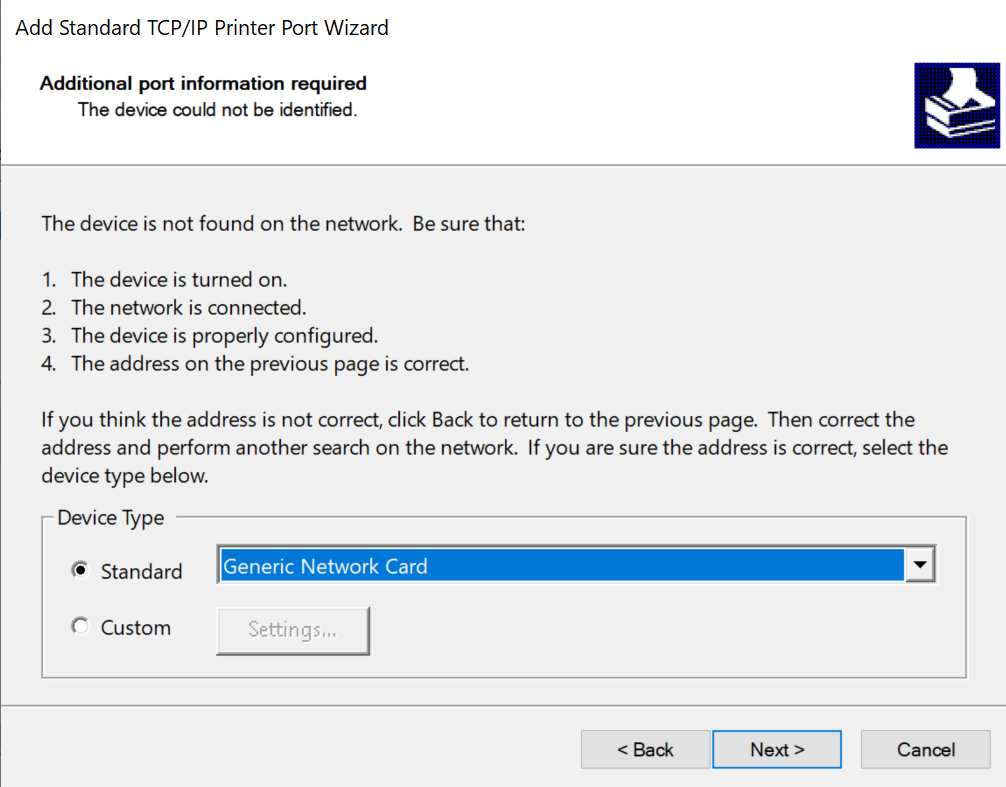 Add Standard TCP/IP Printer Port Wizard
Additional port information required
The device could not be identified.
The device is not found on the network.  Be sure that:
1.  The device is turned on.
2.  The network is connected.
3.  The device is properly configured.
4.  The address on the previous page is correct.
If you think the address is not correct, click Back to return to the previous page.  Then correct the
address and perform another search on the network.  If you are sure the address is correct, select the
device type below.
Device Type
Standard
Generic Network Card
Custom
Settings...
< Back
Next >
Cancel